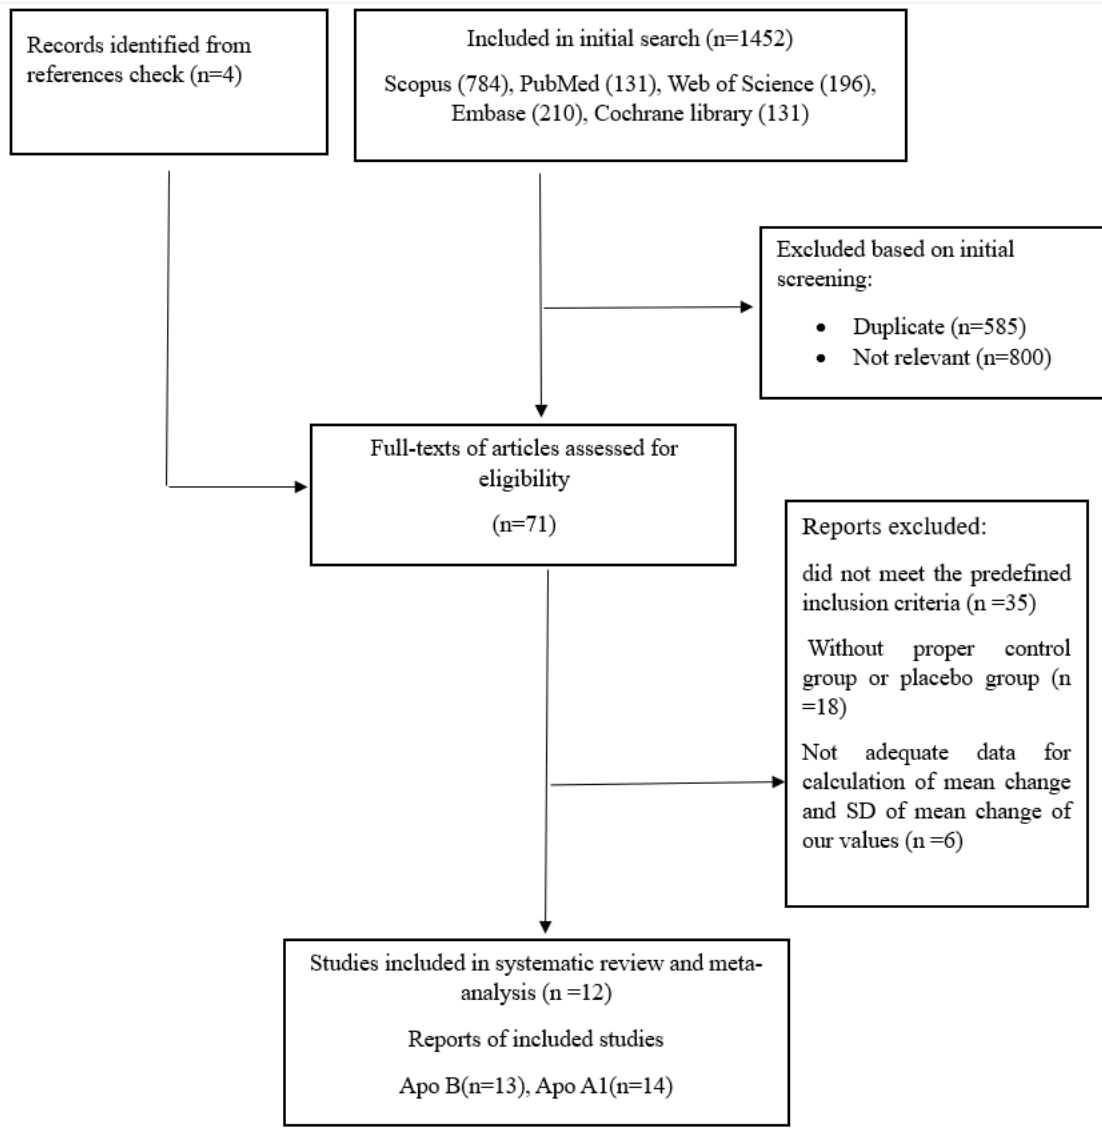 Records identified from
references check (n=4)
Included in initial search (n=1452)
Scopus (784), PubMed (131), Web of Science (196),
Embase (210), Cochrane library (131)
Excluded based on initial
screening:
• Duplicate (n=585)
• Not relevant (n=800)
Full-texts of articles assessed for
eligibility
(n=71)
Reports excluded:
did not meet the predefined
inclusion criteria (n =35)
Without proper control
group or placebo group (n
=18)
Not adequate data for
calculation of mean change
and SD of mean change of
our values (n =6)
Studies included in systematic review and meta-
analysis (n =12)
Reports of included studies
Apo B(n=13), Apo A1(n=14)